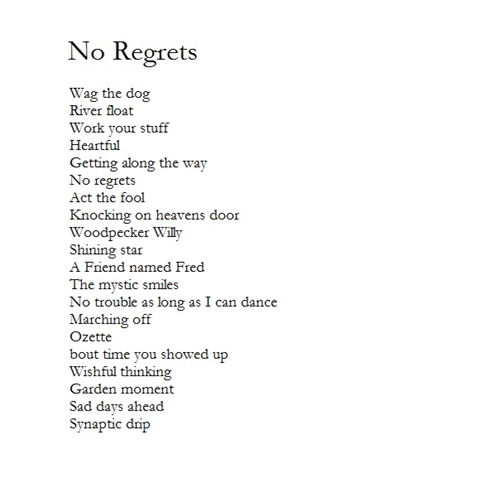 No Regrets
Wag the dog
River float
Work your stuff
Heartful
Getting along the way
No regrets
Act the fool
Knocking on heavens door
Woodpecker Willy
Shining star
A Friend named Fred
The mystic smiles
No trouble as long as I can dance
Marching off
Ozette
bout time you showed up
Wishful thinking
Garden moment
Sad days ahead
Synaptic drip